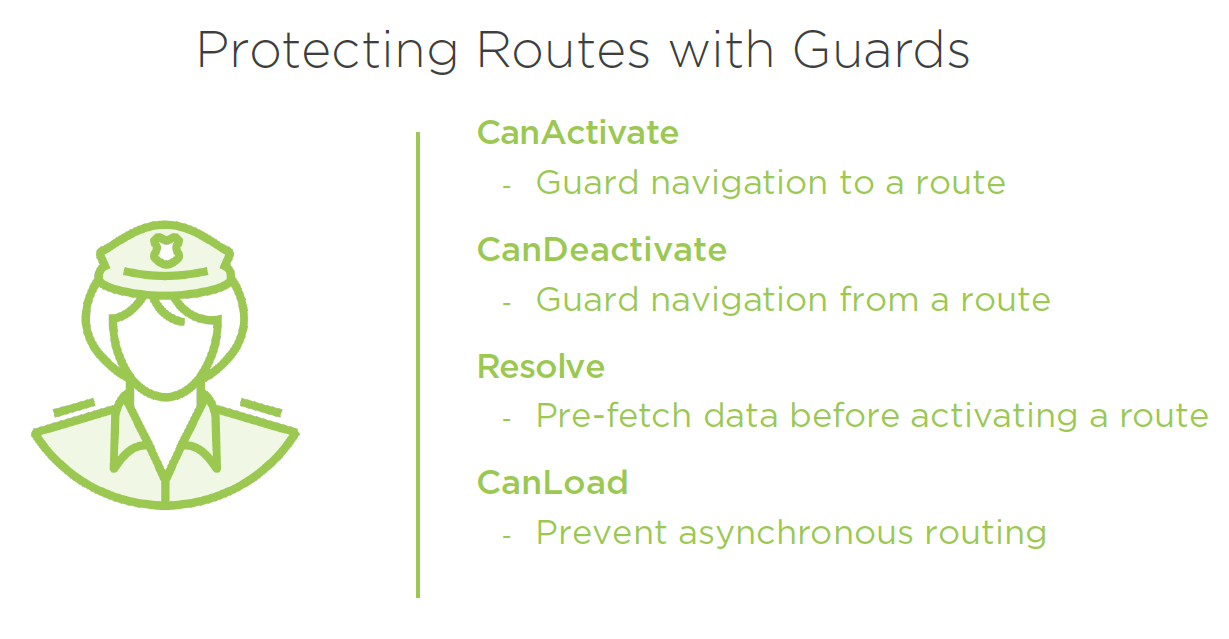 Protecting Routes with Guards
CanActivate
- Guard navigation to a route
CanDeactivate
- Guard navigation from a route
Resolve
- Pre-fetch data before activating a route
CanLoad
- Prevent asynchronous routing